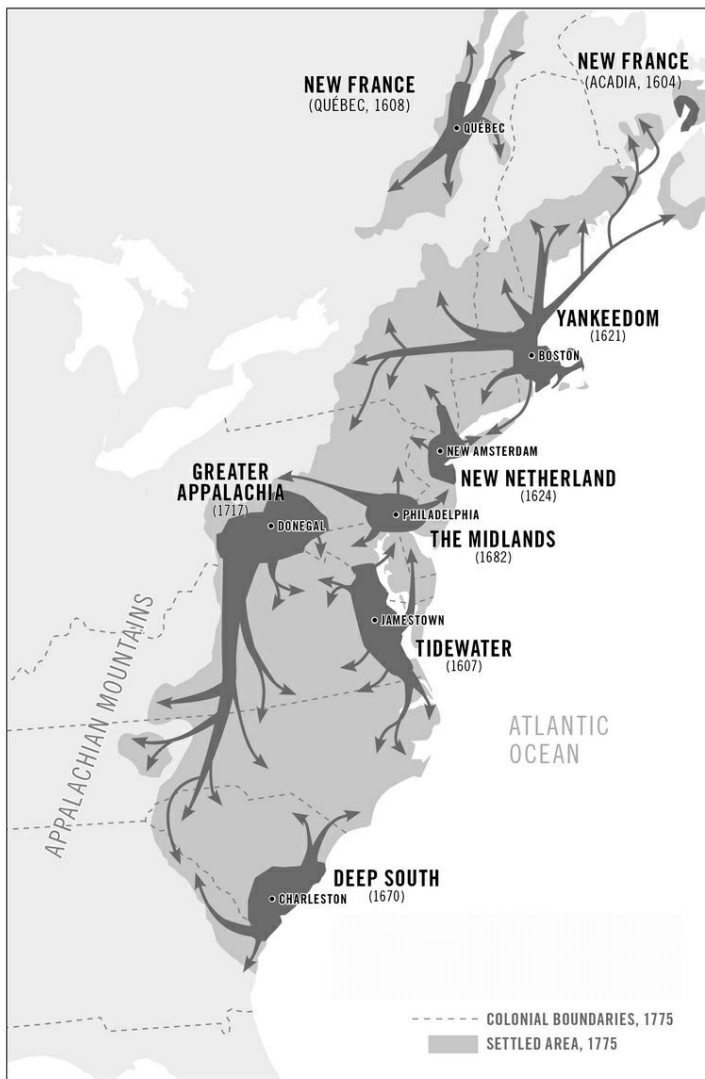 NEW FRANCE
(QUÉBEC, 1608)
NEW FRANCE
(ACADIA, 1604)
QUÉBEC
YANKEEDOM
(1621)
BOSTON
NEW AMSTERDAM
NEW NETHERLAND
(1624)
GREATER
APPALACHIA
(1717)
DONEGAL
PHILADELPHIA
THE MIDLANDS
(1682)
JAMESTOWN
TIDEWATER
(1607)
APPALACHIAN MOUNTAINS
ATLANTIC
OCEAN
DEEP SOUTH
(1670)
CHARLESTON
COLONIAL BOUNDARIES, 1775
SETTLED AREA, 1775